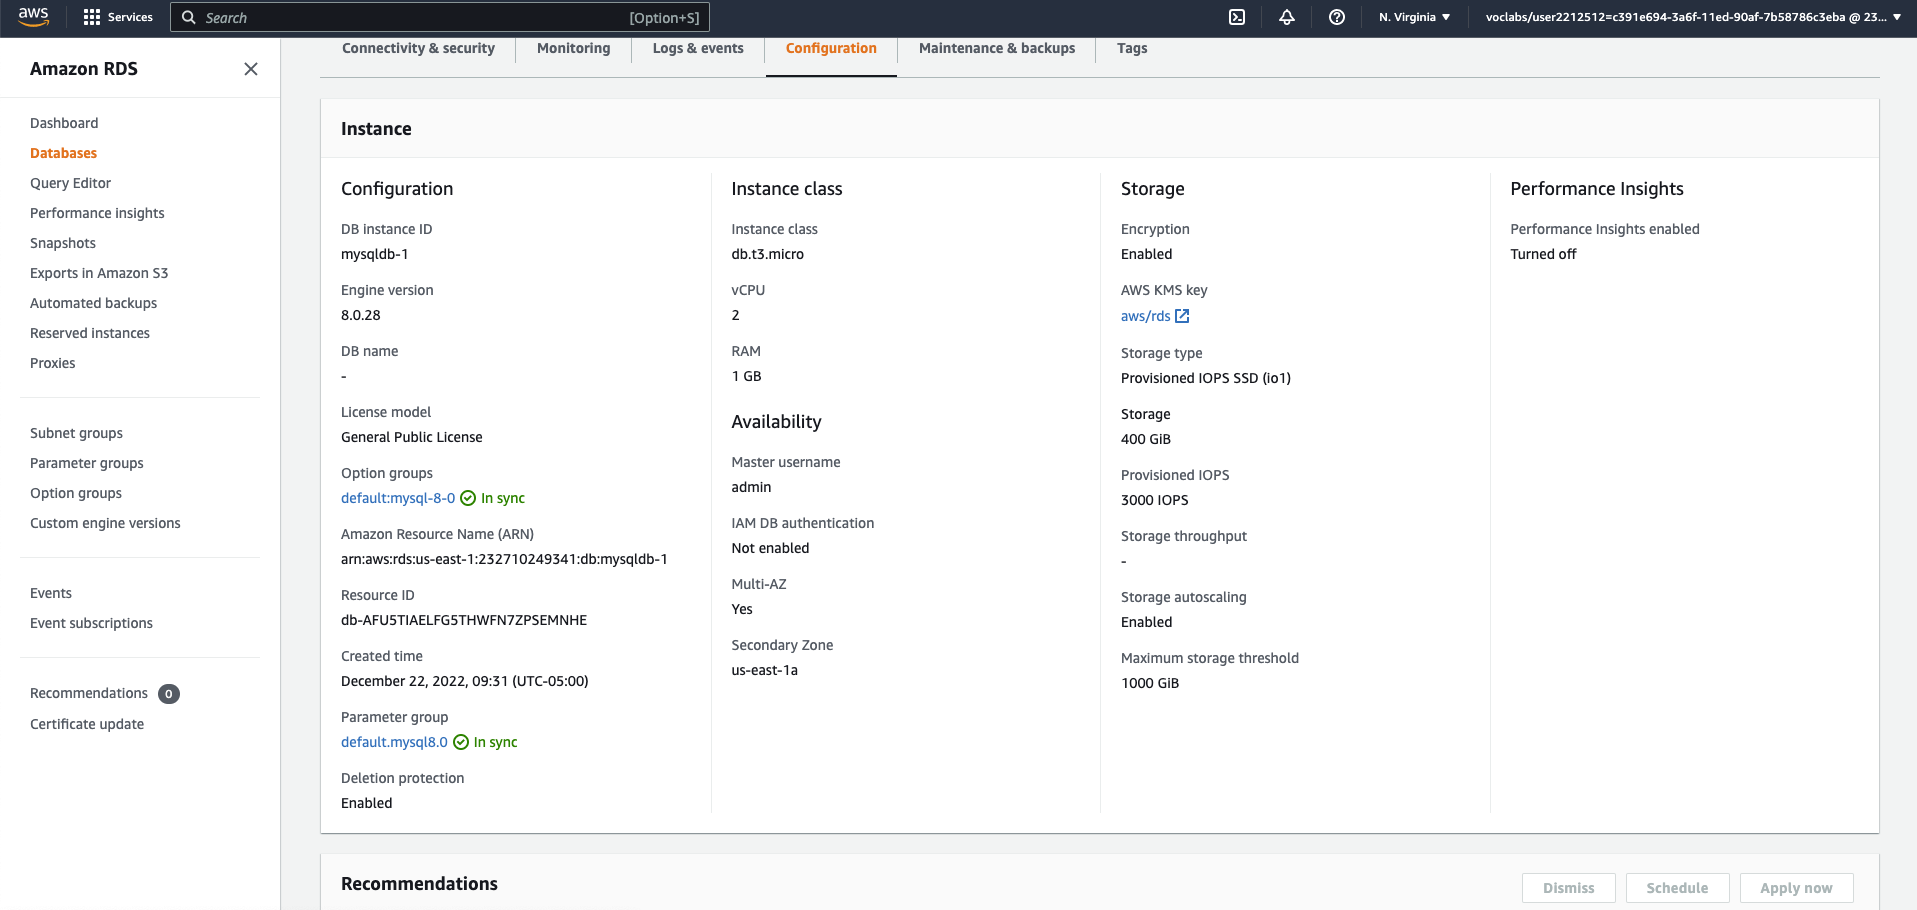 aws
Services
Search
[Option+S]
N. Virginia
voclabs/user2212512=c391e694-3a6f-11ed-90af-7b58786c3eba @ 23...
Amazon RDS
Dashboard
Databases
Query Editor
Performance insights
Snapshots
Exports in Amazon S3
Automated backups
Reserved instances
Proxies
Subnet groups
Parameter groups
Option groups
Custom engine versions
Events
Event subscriptions
Recommendations 0
Certificate update
Connectivity & security
Monitoring
Logs & events
Configuration
Maintenance & backups
Tags
Instance
Configuration
DB instance ID
mysqldb-1
Engine version
8.0.28
DB name
-
License model
General Public License
Option groups
default:mysql-8-0 In sync
Amazon Resource Name (ARN)
arn:aws:rds:us-east-1:232710249341:db:mysqldb-1
Resource ID
db-AFU5TIAELFG5THWFN7ZPSEMNHE
Created time
December 22, 2022, 09:31 (UTC-05:00)
Parameter group
default.mysql8.0 In sync
Deletion protection
Enabled
Instance class
Instance class
db.t3.micro
vCPU
2
RAM
1 GB
Availability
Master username
admin
IAM DB authentication
Not enabled
Multi-AZ
Yes
Secondary Zone
us-east-1a
Storage
Encryption
Enabled
AWS KMS key
aws/rds
Storage type
Provisioned IOPS SSD (io1)
Storage
400 GiB
Provisioned IOPS
3000 IOPS
Storage throughput
-
Storage autoscaling
Enabled
Maximum storage threshold
1000 GiB
Performance Insights
Performance Insights enabled
Turned off
Recommendations
Dismiss
Schedule
Apply now